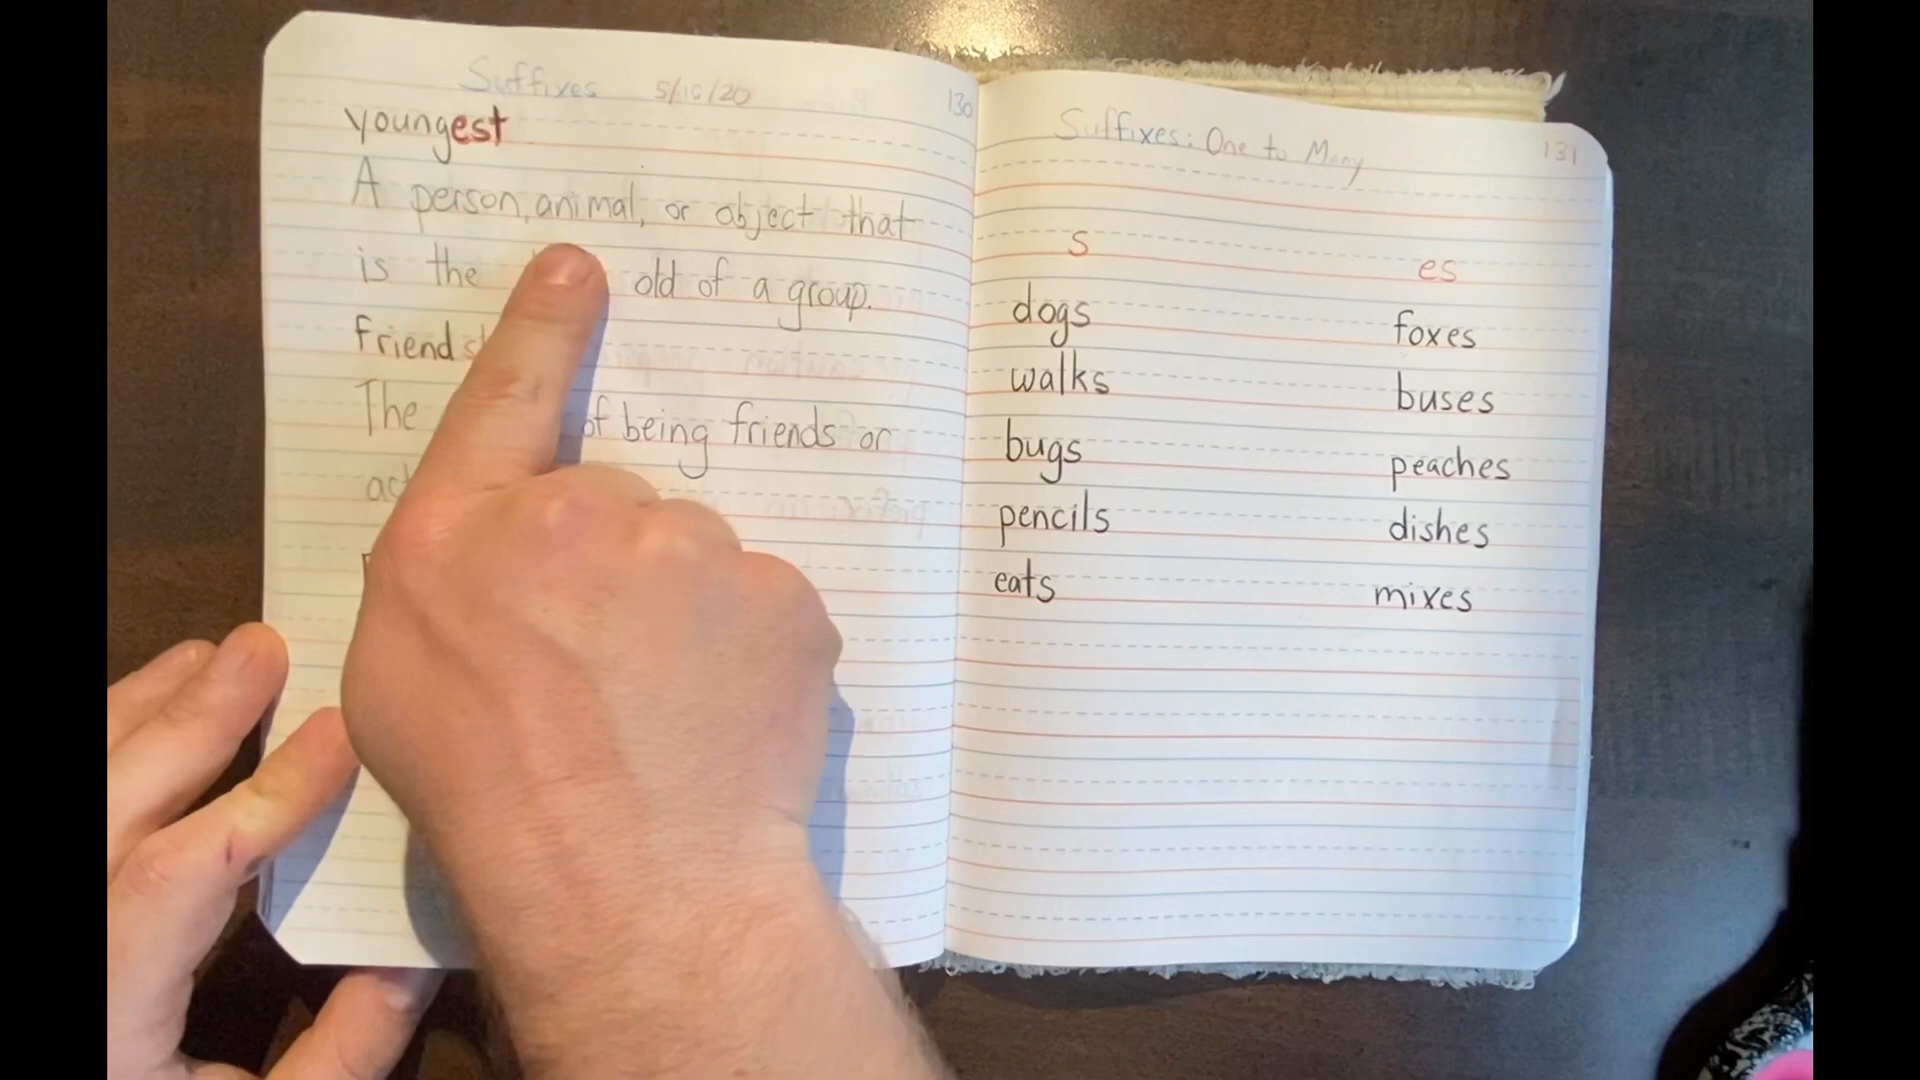 Suffixes 5/10/20 130
youngest
A person, animal, or object that
is the old of a group.
friend
The of being friends or
Suffixes: One to Many 131
s es
dogs foxes
walks buses
bugs peaches
pencils dishes
eats mixes